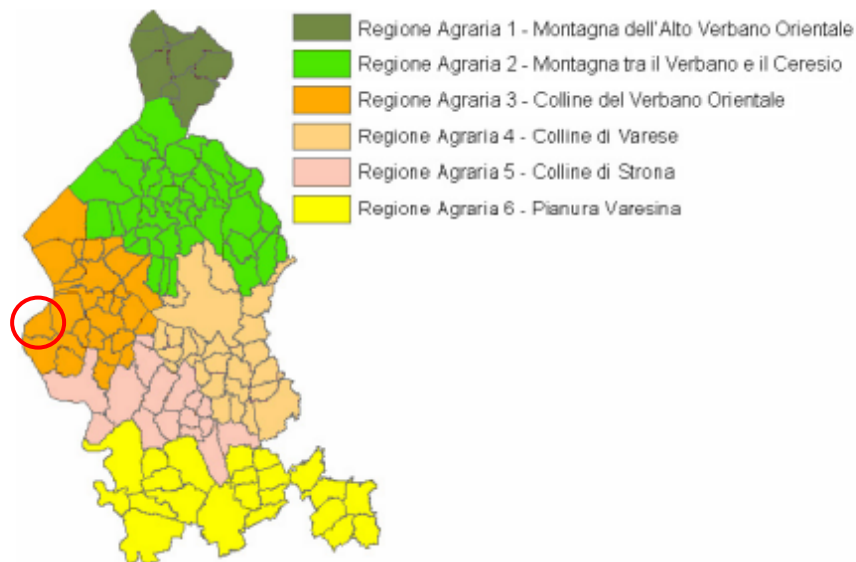 Regione Agraria 1 - Montagna dell'Alto Verbano Orientale
Regione Agraria 2 - Montagna tra il Verbano e il Ceresio
Regione Agraria 3 - Colline del Verbano Orientale
Regione Agraria 4 - Colline di Varese
Regione Agraria 5 - Colline di Strona
Regione Agraria 6 - Pianura Varesina